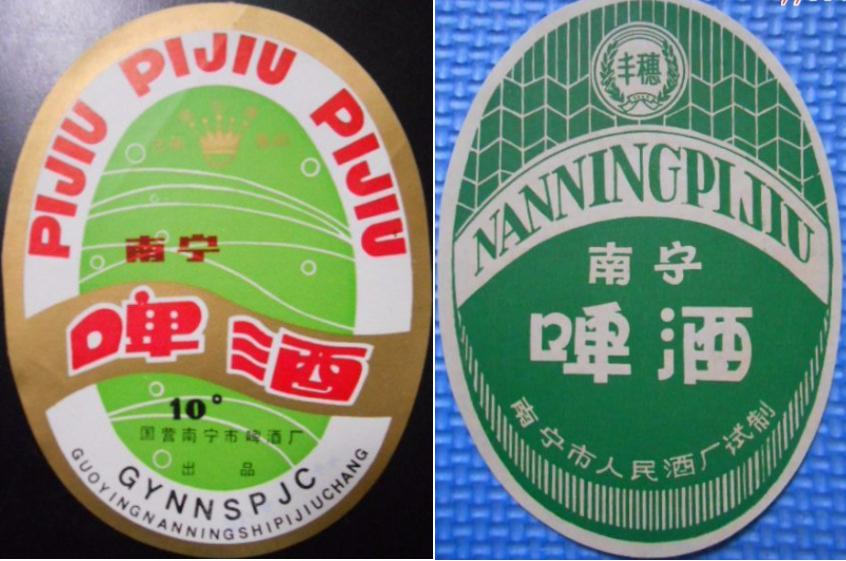 PIJIU PIJIU PIJIU
南宁
啤酒
10°
国营南宁市啤酒厂
出品
GYNNSPJC
GUOYINGNANNINGSHIPIJIUCHANG
丰穗
NANNINGPIJIU
南宁
啤酒
南宁市人民酒厂试制